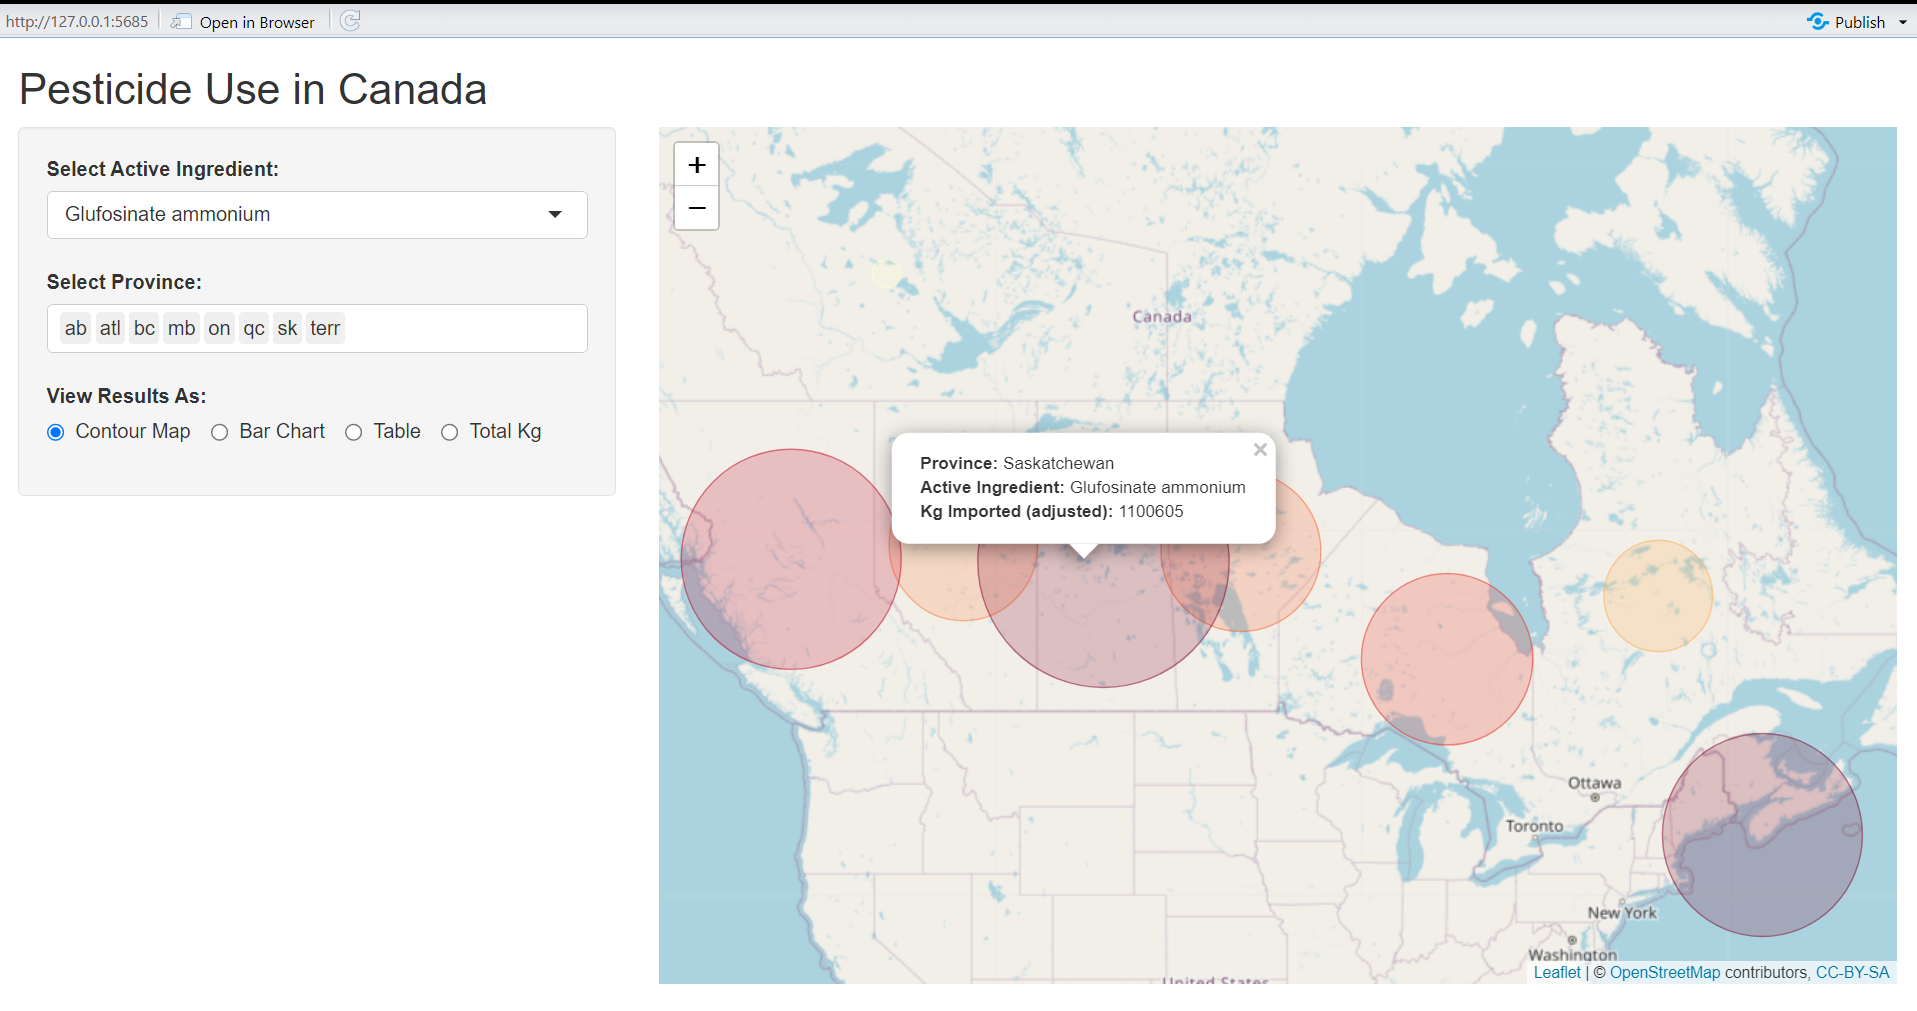 http://127.0.0.1:5685 Open in Browser Publish
Pesticide Use in Canada
Select Active Ingredient:
Glufosinate ammonium
Select Province:
ab atl bc mb on qc sk terr
View Results As:
Contour Map Bar Chart Table Total Kg
+
−
Canada
Province: Saskatchewan
Active Ingredient: Glufosinate ammonium
Kg Imported (adjusted): 1100605
×
Ottawa
Toronto
New York
Washington
United States
Leaflet | © OpenStreetMap contributors, CC-BY-SA